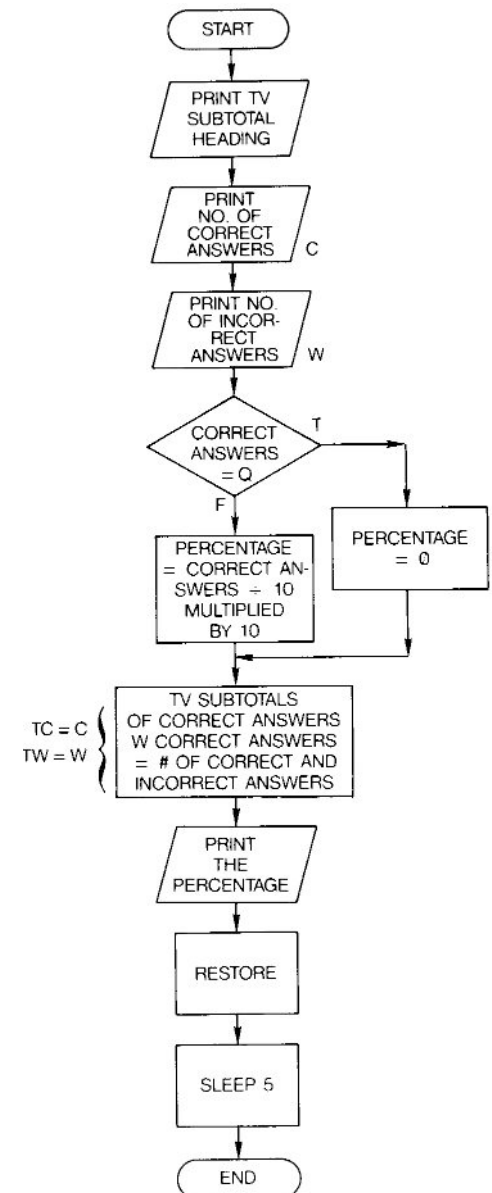 START
PRINT TV
SUBTOTAL
HEADING
PRINT
NO. OF
CORRECT
ANSWERS
C
PRINT NO.
OF INCOR-
RECT
ANSWERS
W
CORRECT
ANSWERS
= Q
T
F
PERCENTAGE
= CORRECT AN-
SWERS ÷ 10
MULTIPLIED
BY 10
PERCENTAGE
= 0
TC = C
TW = W
TV SUBTOTALS
OF CORRECT ANSWERS
W CORRECT ANSWERS
= # OF CORRECT AND
INCORRECT ANSWERS
PRINT
THE
PERCENTAGE
RESTORE
SLEEP 5
END